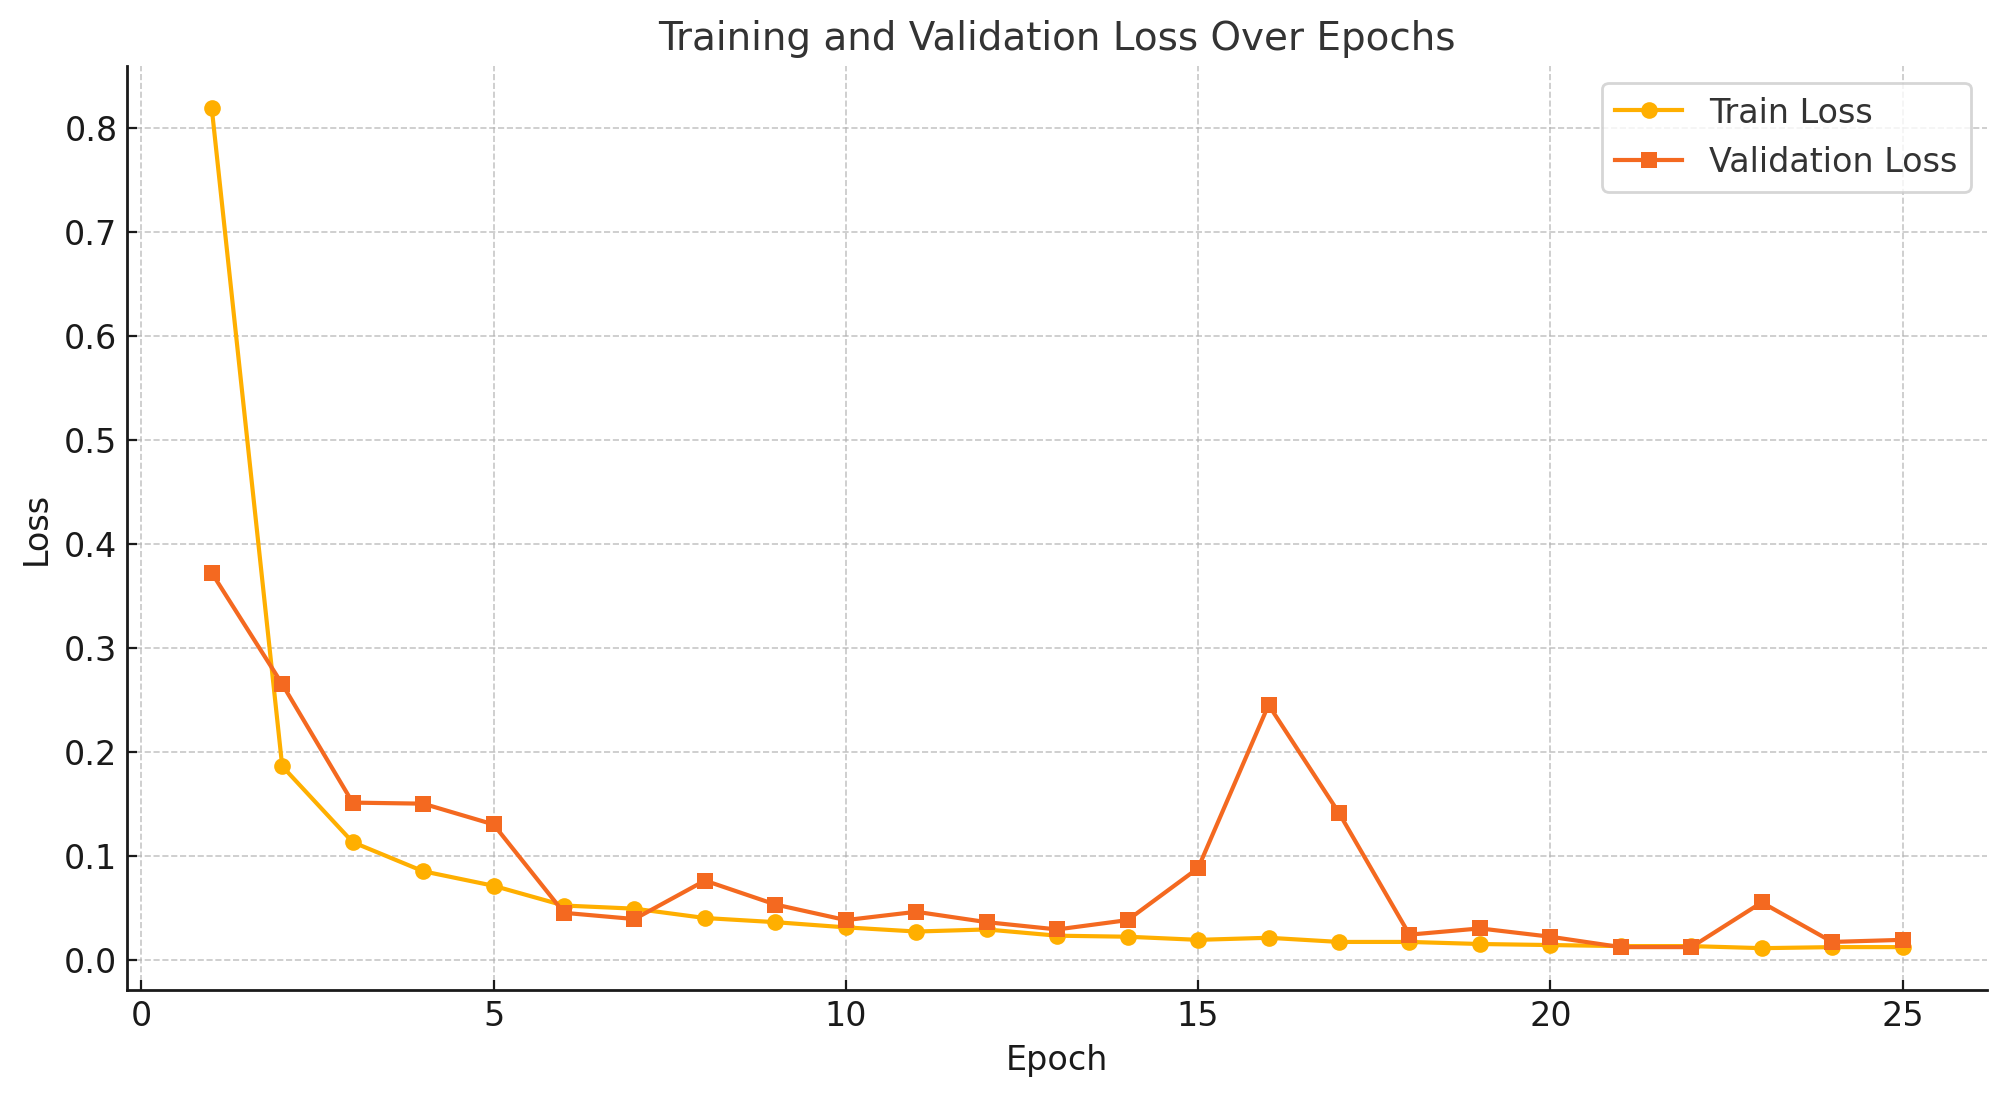 Training and Validation Loss Over Epochs
Train Loss
Validation Loss
0.8
0.7
0.6
0.5
0.4
0.3
0.2
0.1
0.0
Loss
0 5 10 15 20 25
Epoch